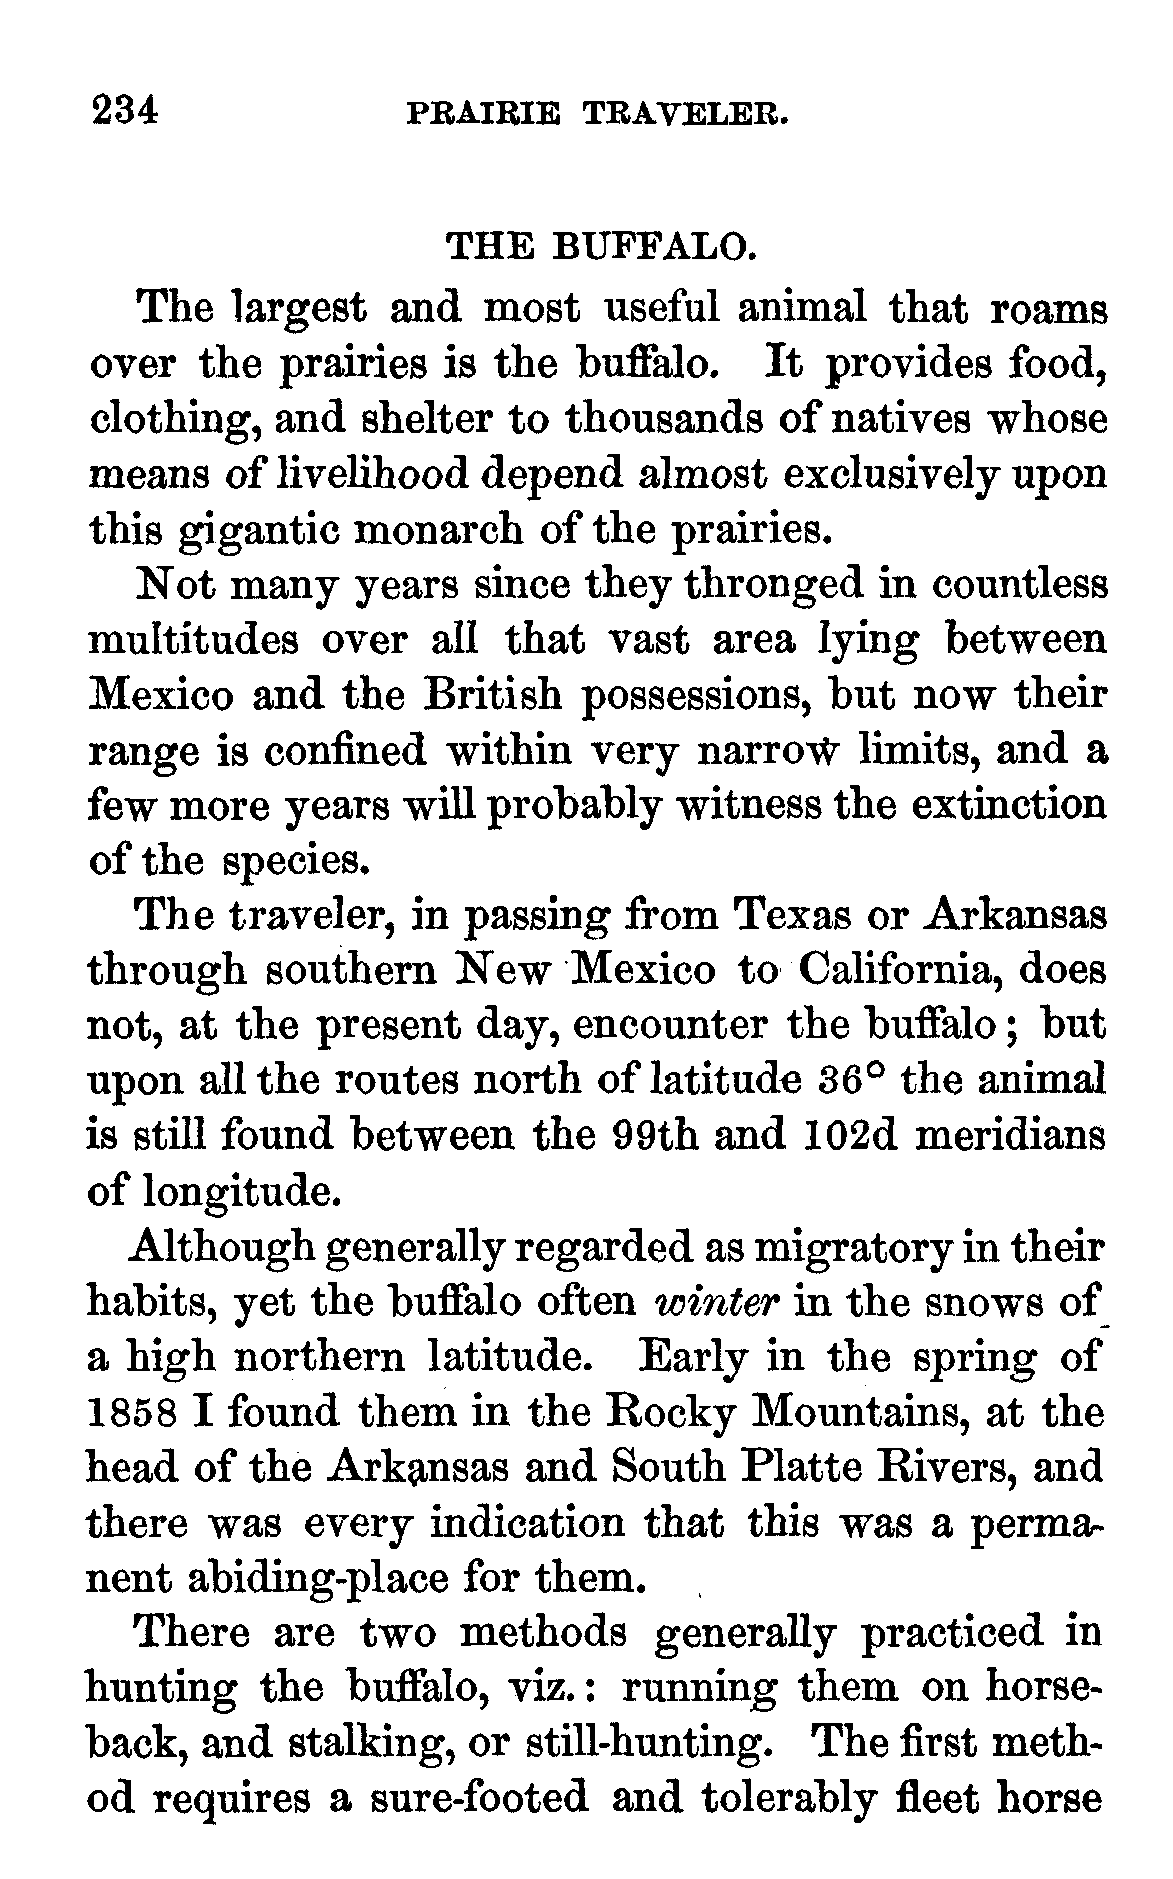 234 PRAIRIE TRAVELER.
THE BUFFALO.
The largest and most useful animal that roams
over the prairies is the buffalo. It provides food,
clothing, and shelter to thousands of natives whose
means of livelihood depend almost exclusively upon
this gigantic monarch of the prairies.
Not many years since they thronged in countless
multitudes over all that vast area lying between
Mexico and the British possessions, but now their
range is confined within very narrow limits, and a
few more years will probably witness the extinction
of the species.
The traveler, in passing from Texas or Arkansas
through southern New Mexico to California, does
not, at the present day, encounter the buffalo; but
upon all the routes north of latitude 36° the animal
is still found between the 99th and 102d meridians
of longitude.
Although generally regarded as migratory in their
habits, yet the buffalo often winter in the snows of
a high northern latitude. Early in the spring of
1858 I found them in the Rocky Mountains, at the
head of the Arkansas and South Platte Rivers, and
there was every indication that this was a perma-
nent abiding-place for them.
There are two methods generally practiced in
hunting the buffalo, viz.: running them on horse-
back, and stalking, or still-hunting. The first meth-
od requires a sure-footed and tolerably fleet horse